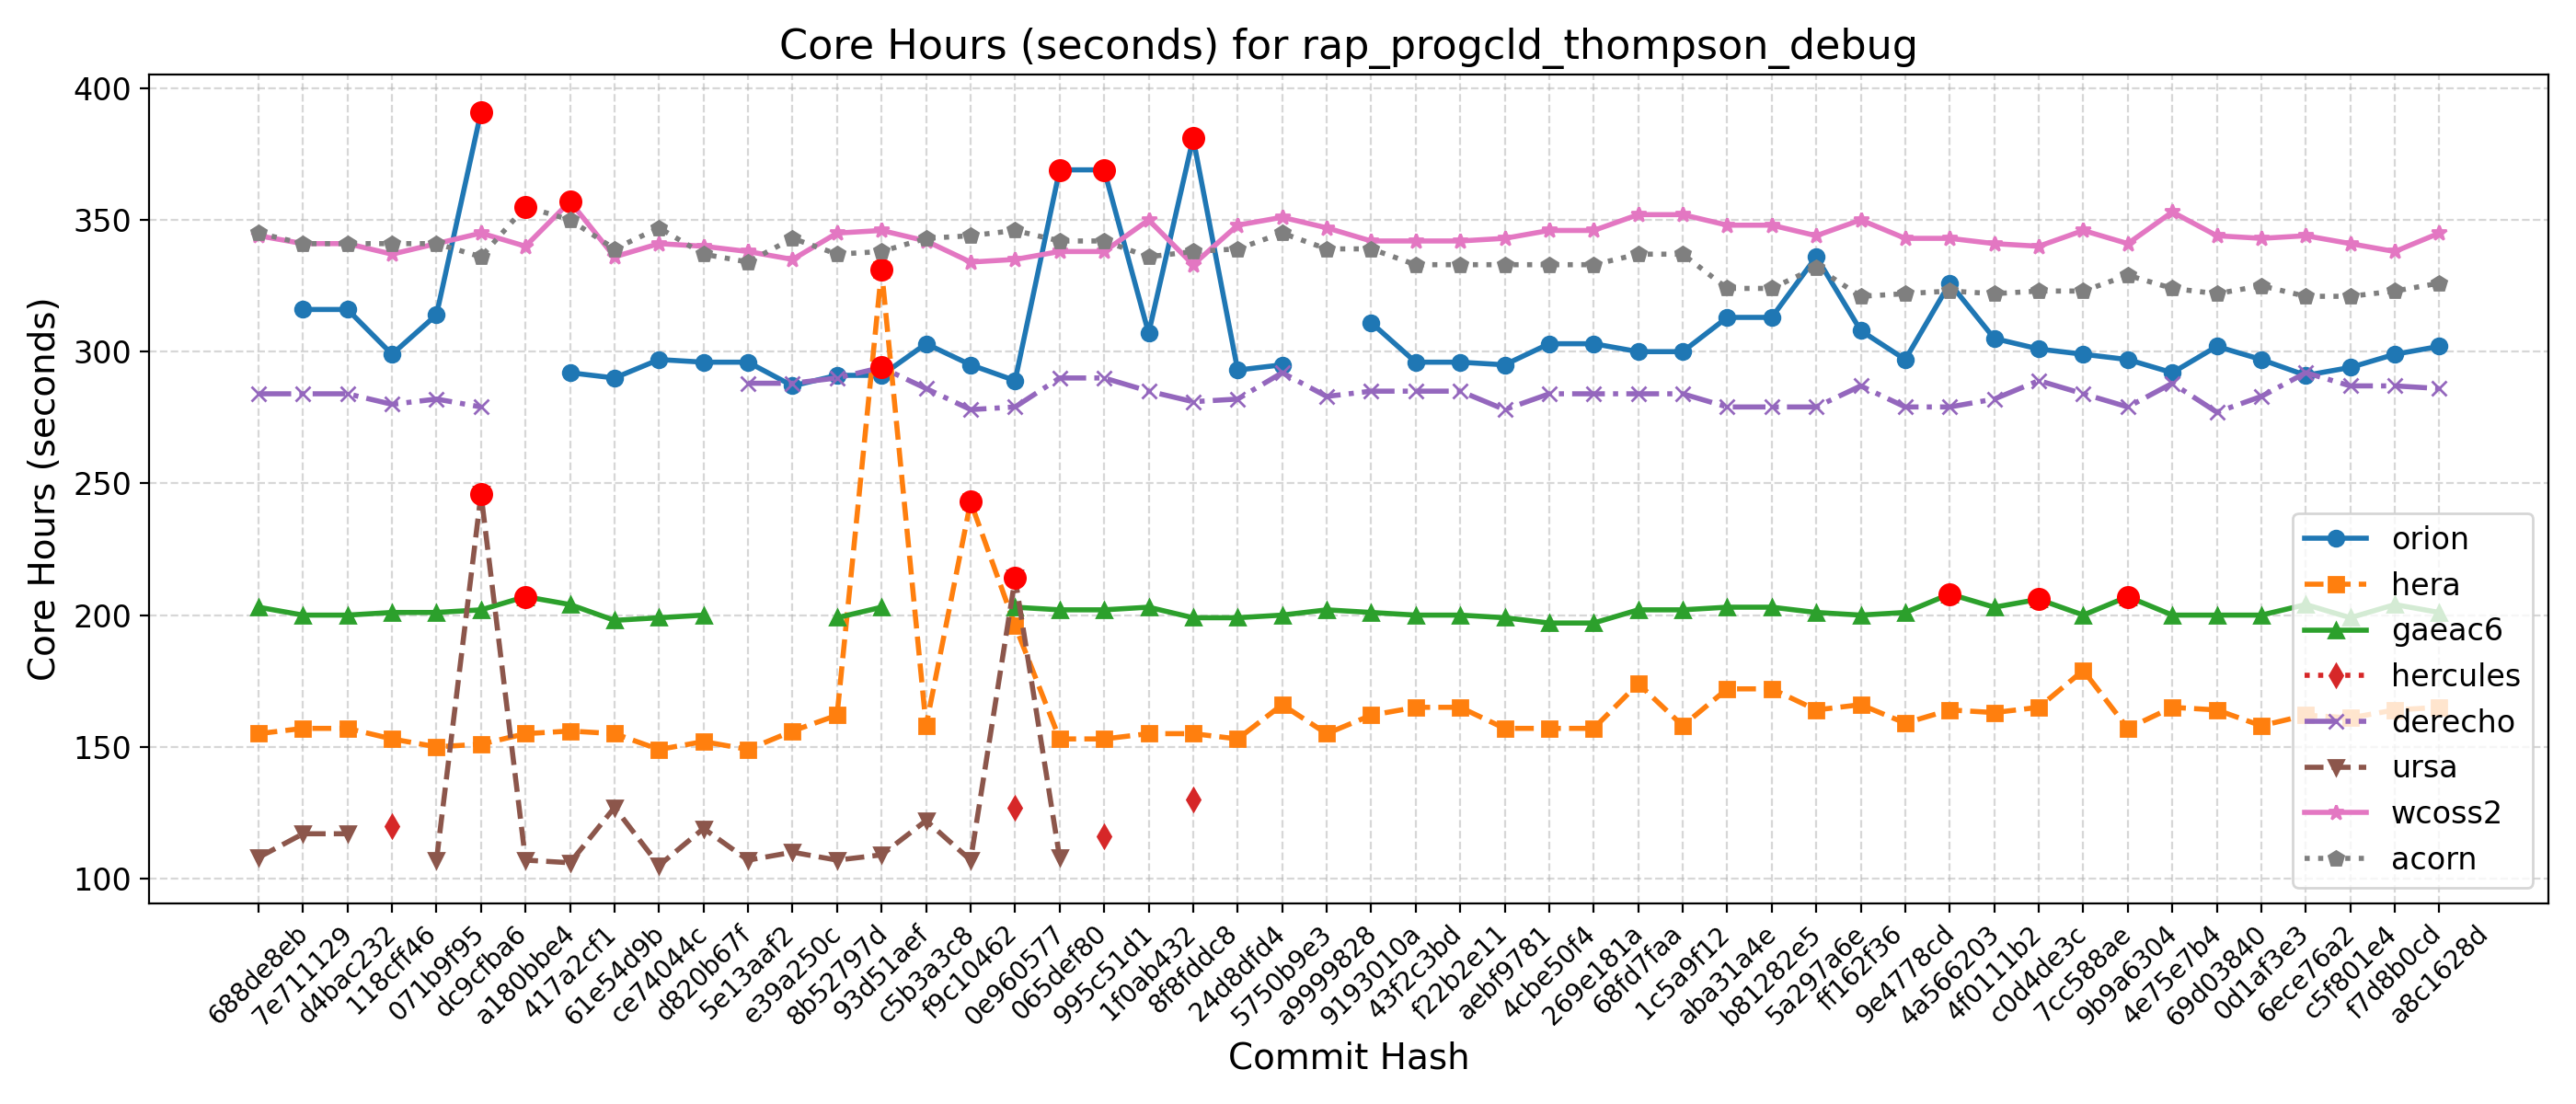 Core Hours (seconds) for rap_progcld_thompson_debug
Core Hours (seconds)
400
350
300
250
200
150
100
orion
hera
gaeac6
hercules
derecho
ursa
wcoss2
acorn
688de8eb
7e711129
d4bac232
118cff46
071b9f95
dc9cfba6
a180bbe4
417a2cf1
61e54d9b
ce74044c
d820b67f
5e13aaf2
e39a250c
8b52797d
93d51aef
c5b3a3c8
f9c10462
0e960577
065def80
995c51d1
1f0ab432
8f8fddc8
24d8dfd4
5750b9e3
a9999828
9193010a
43f2c3bd
f22b2e11
aebf9781
4cbe50f4
269e181a
68fd7faa
1c5a9f12
aba31a4e
b81282e5
5a297a6e
ff162f36
9e4778cd
4a566203
4f0111b2
c0d4de3c
7cc588ae
9b9a6304
4e75e7b4
69d03840
0d1af3e3
6ece76a2
c5f801e4
f7d8b0cd
a8c1628d
Commit Hash